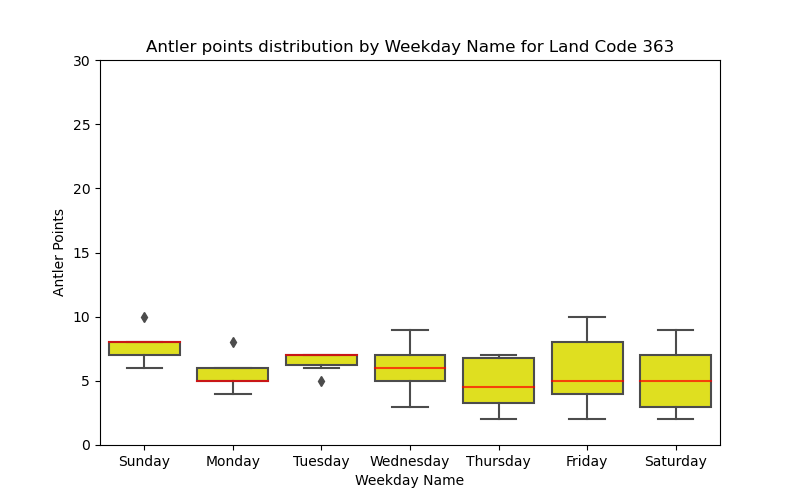 Antler points distribution by Weekday Name for Land Code 363
30
25
20
15
10
5
0
Antler Points
Sunday Monday Tuesday Wednesday Thursday Friday Saturday
Weekday Name